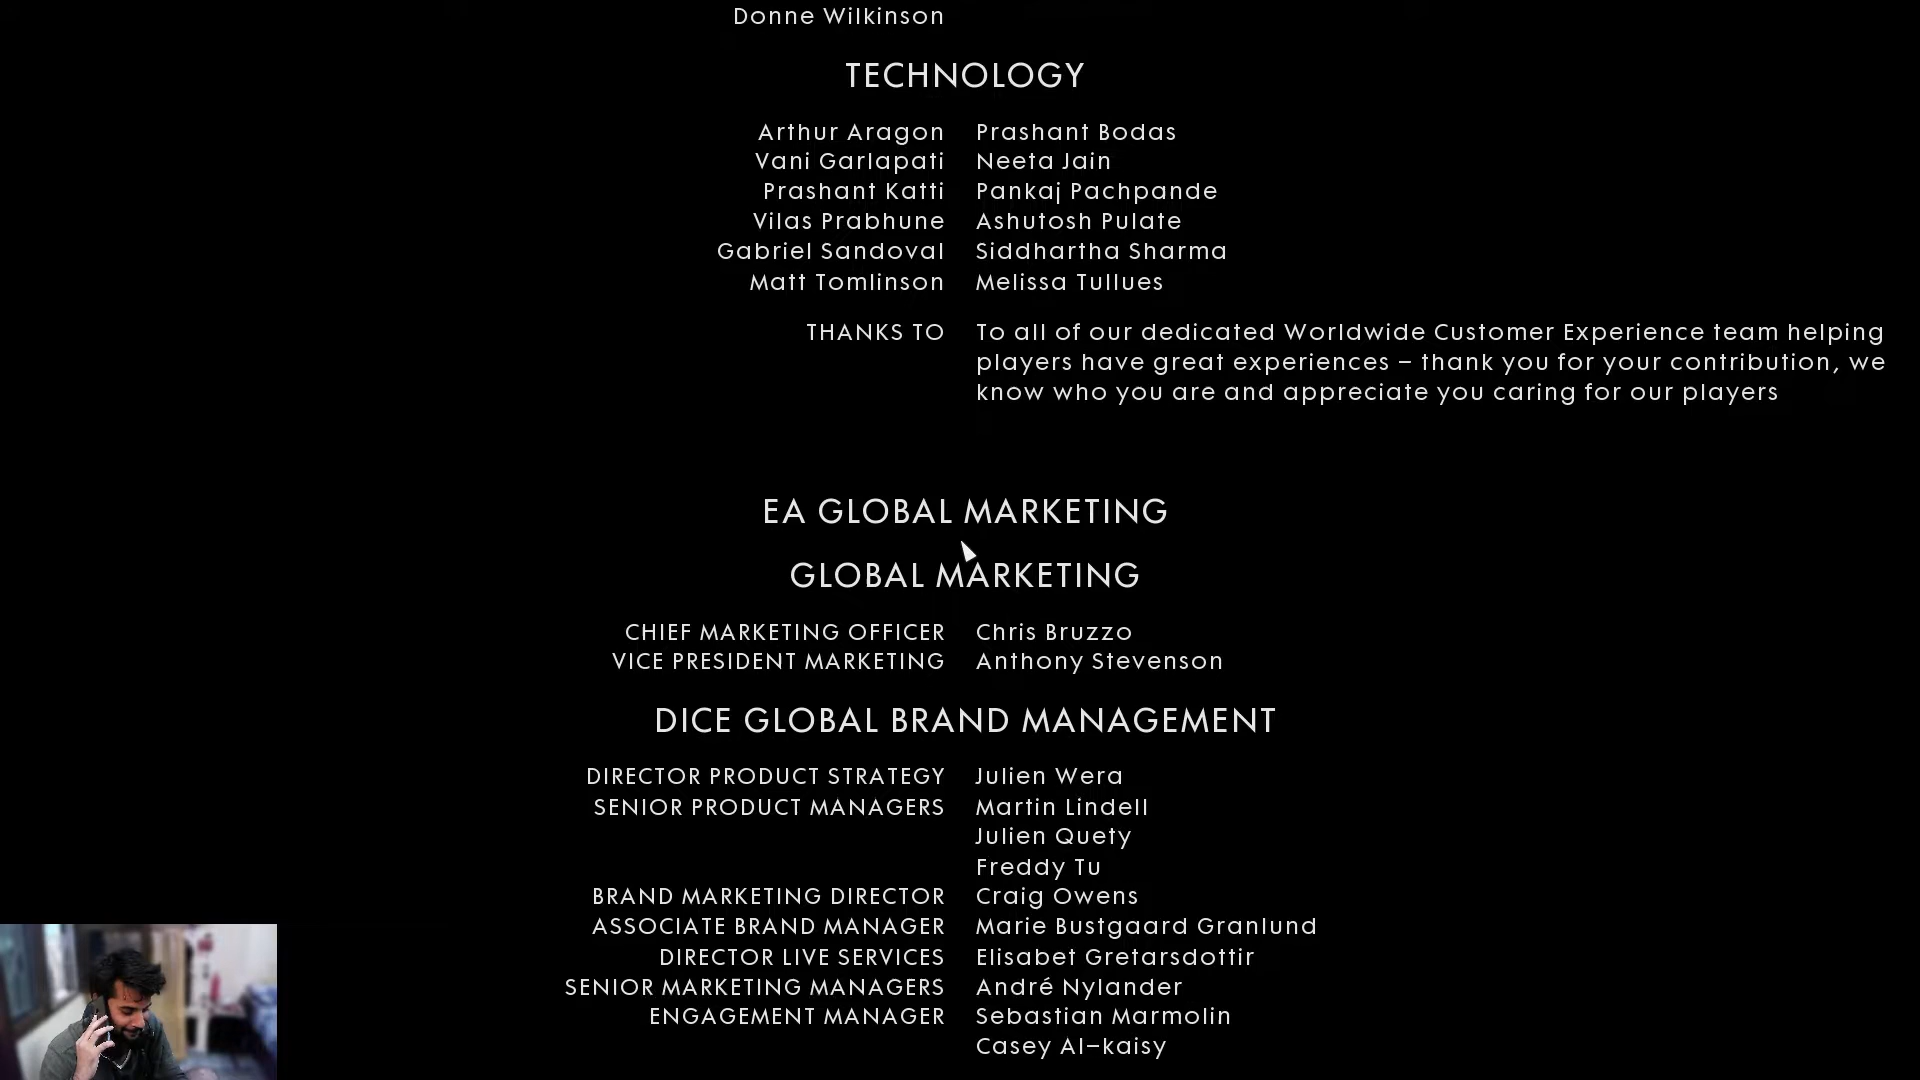 Donne Wilkinson
TECHNOLOGY
Arthur Aragon Prashant Bodas
Vani Garlapati Neeta Jain
Prashant Katti Pankaj Pachpande
Vilas Prabhune Ashutosh Pulate
Gabriel Sandoval Siddhartha Sharma
Matt Tomlinson Melissa Tullues
THANKS TO To all of our dedicated Worldwide Customer Experience team helping
players have great experiences – thank you for your contribution, we
know who you are and appreciate you caring for our players
EA GLOBAL MARKETING
GLOBAL MARKETING
CHIEF MARKETING OFFICER Chris Bruzzo
VICE PRESIDENT MARKETING Anthony Stevenson
DICE GLOBAL BRAND MANAGEMENT
DIRECTOR PRODUCT STRATEGY Julien Wera
SENIOR PRODUCT MANAGERS Martin Lindell
Julien Quety
Freddy Tu
BRAND MARKETING DIRECTOR Craig Owens
ASSOCIATE BRAND MANAGER Marie Bustgaard Granlund
DIRECTOR LIVE SERVICES Elisabet Gretarsdottir
SENIOR MARKETING MANAGERS André Nylander
ENGAGEMENT MANAGER Sebastian Marmolin
Casey Al–kaisy